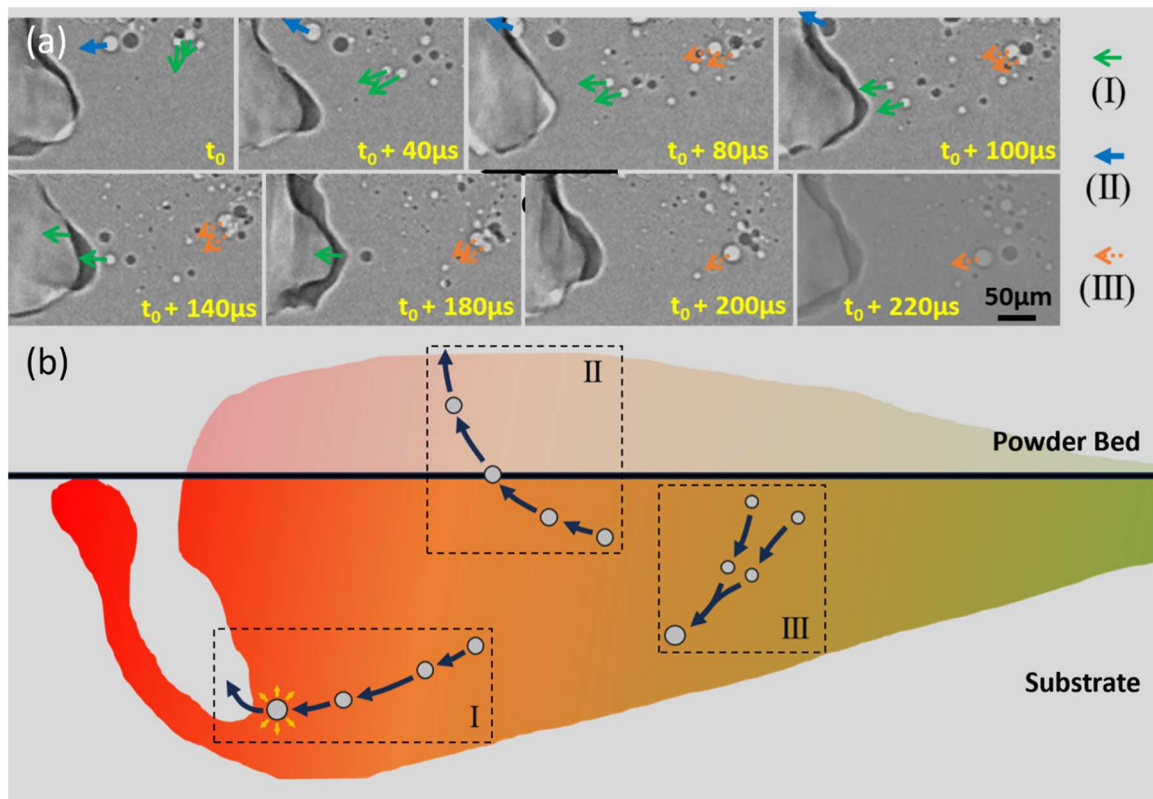 (a)
t₀
t₀ + 40μs
t₀ + 80μs
t₀ + 100μs
(I)
(II)
(III)
t₀ + 140μs
t₀ + 180μs
t₀ + 200μs
t₀ + 220μs
50μm
(b)
II
Powder Bed
III
I
Substrate